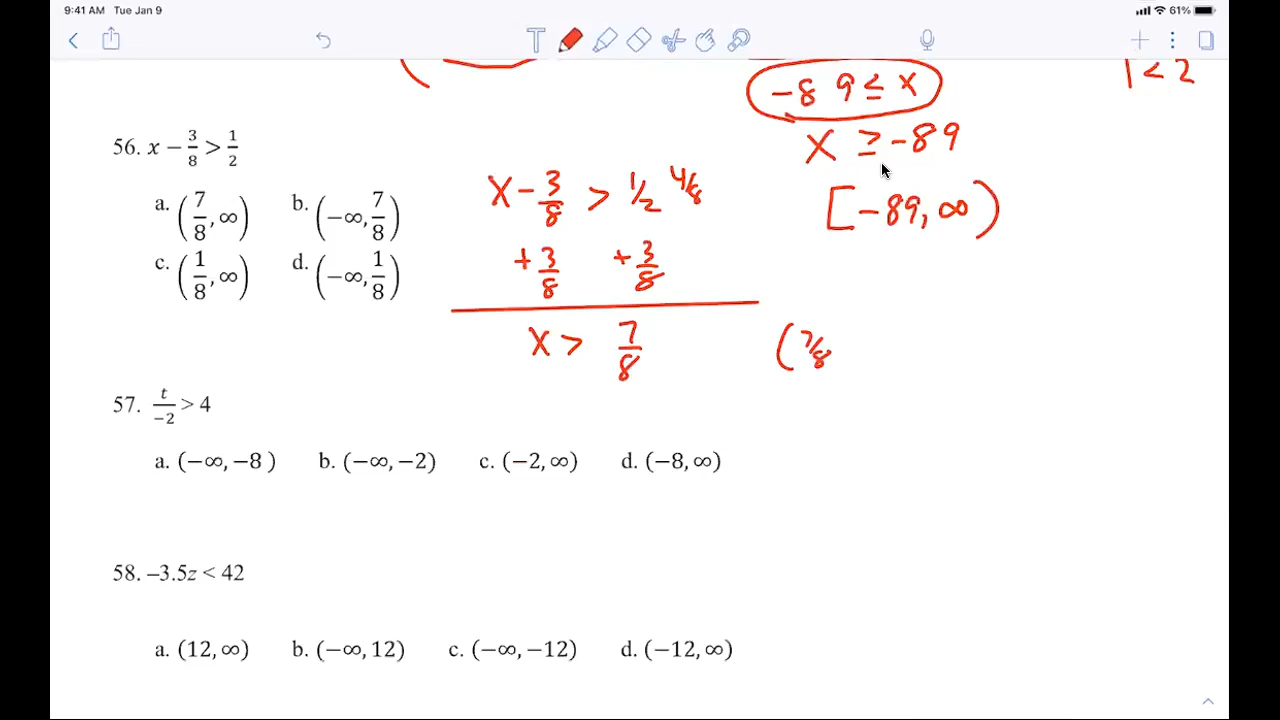 9:41 AM Tue Jan 9
61%
T
1 < 2
-89 ≤ x
x ≥ -89
[-89, ∞)
56. x − 3/8 > 1/2
a. (7/8, ∞) b. (−∞, 7/8)
c. (1/8, ∞) d. (−∞, 1/8)
x - 3/8 > 1/2 4/8
+ 3/8 + 3/8
x > 7/8 (7/8
57. t/−2 > 4
a. (−∞, −8 ) b. (−∞, −2) c. (−2, ∞) d. (−8, ∞)
58. –3.5z < 42
a. (12, ∞) b. (−∞, 12) c. (−∞, −12) d. (−12, ∞)